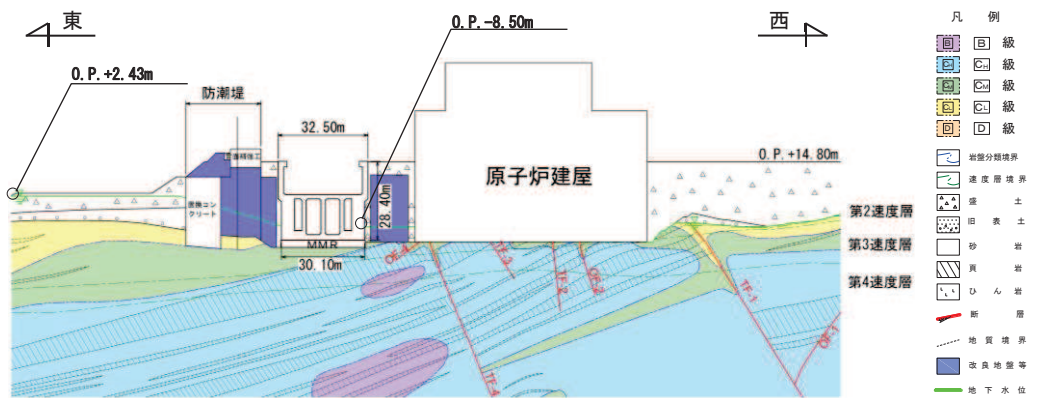 東
O.P.-8.50m
西
O.P.+2.43m
防潮堤
32.50m
O.P.+14.80m
原子炉建屋
置換コン
クリート
28.40m
MMR
30.10m
第2速度層
第3速度層
第4速度層
OF-4
TF-3
TF-2
OF-2
TF-1
OF-1
TF-4
凡 例
B B 級
CH CH 級
CM CM 級
CL CL 級
D D 級
岩盤分類境界
速度層境界
盛 土
旧 表 土
砂 岩
頁 岩
ひ ん 岩
断 層
地 質 境 界
改 良 地 盤 等
地 下 水 位